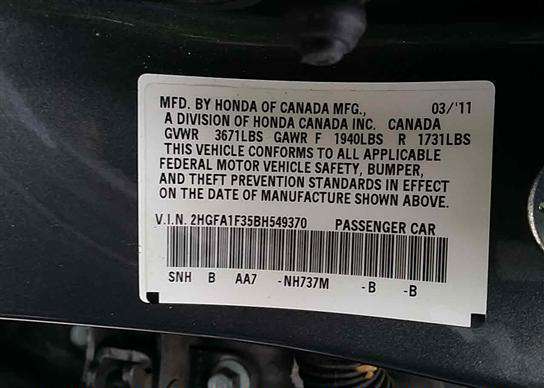 MFD. BY HONDA OF CANADA MFG., 03/'11
A DIVISION OF HONDA CANADA INC. CANADA
GVWR 3671LBS GAWR F 1940LBS R 1731LBS
THIS VEHICLE CONFORMS TO ALL APPLICABLE
FEDERAL MOTOR VEHICLE SAFETY, BUMPER,
AND THEFT PREVENTION STANDARDS IN EFFECT
ON THE DATE OF MANUFACTURE SHOWN ABOVE.
V.I.N. 2HGFA1F35BH549370 PASSENGER CAR
SNH B AA7 -NH737M -B -B